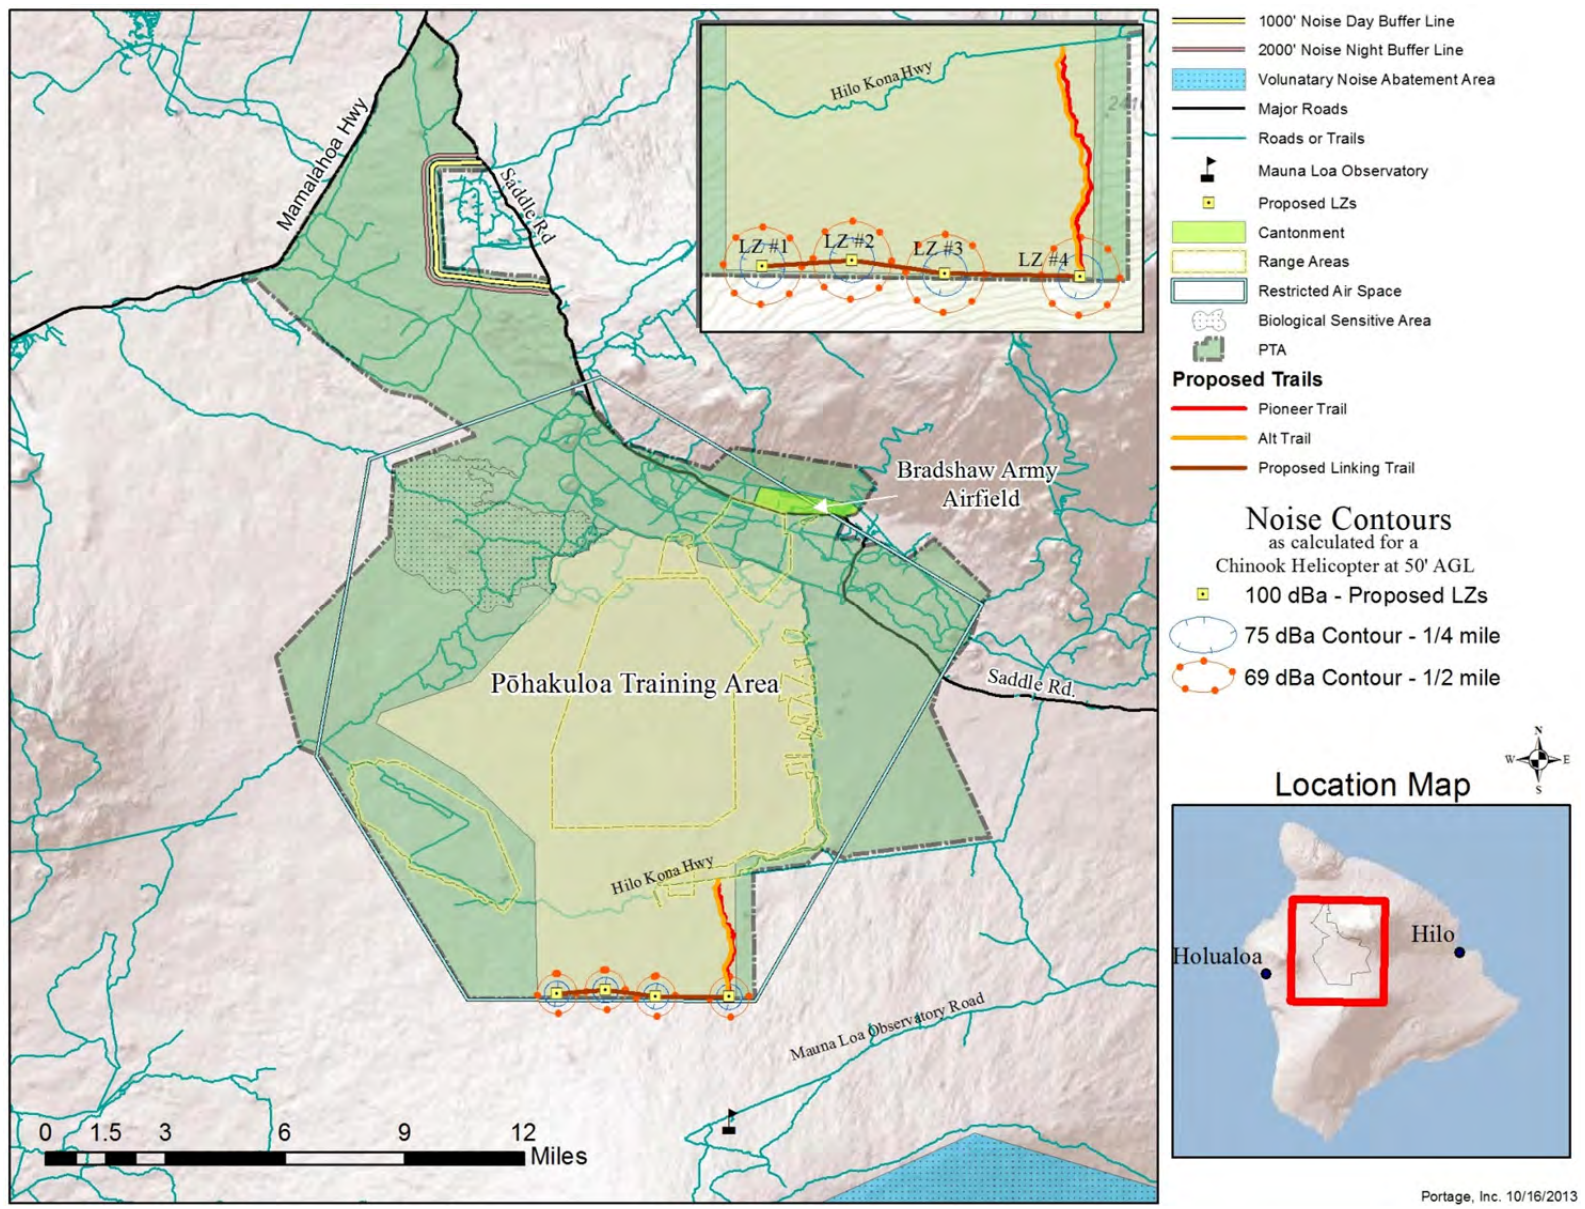 Mamalahoa Hwy
Saddle Rd
Hilo Kona Hwy
241
LZ #1
LZ #2
LZ #3
LZ #4
Bradshaw Army
Airfield
Pōhakuloa Training Area
Saddle Rd.
Hilo Kona Hwy
Mauna Loa Observatory Road
0 1.5 3 6 9 12
Miles
1000' Noise Day Buffer Line
2000' Noise Night Buffer Line
Volunatary Noise Abatement Area
Major Roads
Roads or Trails
Mauna Loa Observatory
Proposed LZs
Cantonment
Range Areas
Restricted Air Space
Biological Sensitive Area
PTA
Proposed Trails
Pioneer Trail
Alt Trail
Proposed Linking Trail
Noise Contours
as calculated for a
Chinook Helicopter at 50' AGL
100 dBa - Proposed LZs
75 dBa Contour - 1/4 mile
69 dBa Contour - 1/2 mile
N
W E
S
Location Map
Hilo
Holualoa
Portage, Inc. 10/16/2013